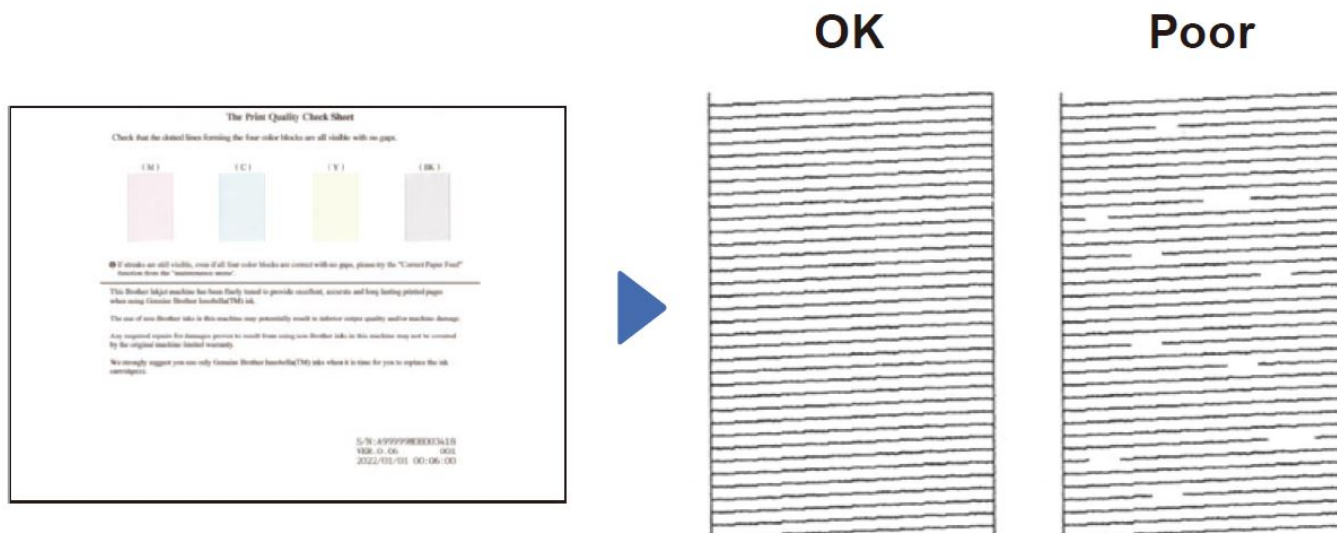 OK
Poor
The Print Quality Check Sheet
Check that the dotted lines forming the four color blocks are all visible with no gaps.
(M) (C) (Y) (BK)
If streaks are still visible, even if all four color blocks are correct with no gaps, please try the "Correct Paper Feed"
function from the "maintenance menu".
This Brother Inkjet machine has been finely tuned to provide excellent, accurate and long lasting printed pages
when using Genuine Brother Innobella(TM) ink.
The use of non-Brother inks in this machine may potentially result in inferior output quality and/or machine damage.
Any required repairs for damages proven to result from using non-Brother inks in this machine may not be covered
by the original machine limited warranty.
We strongly suggest you use only Genuine Brother Innobella(TM) inks when it is time for you to replace the ink
cartridge(s).
VER.0.06 001
2022/01/01 00:06:00